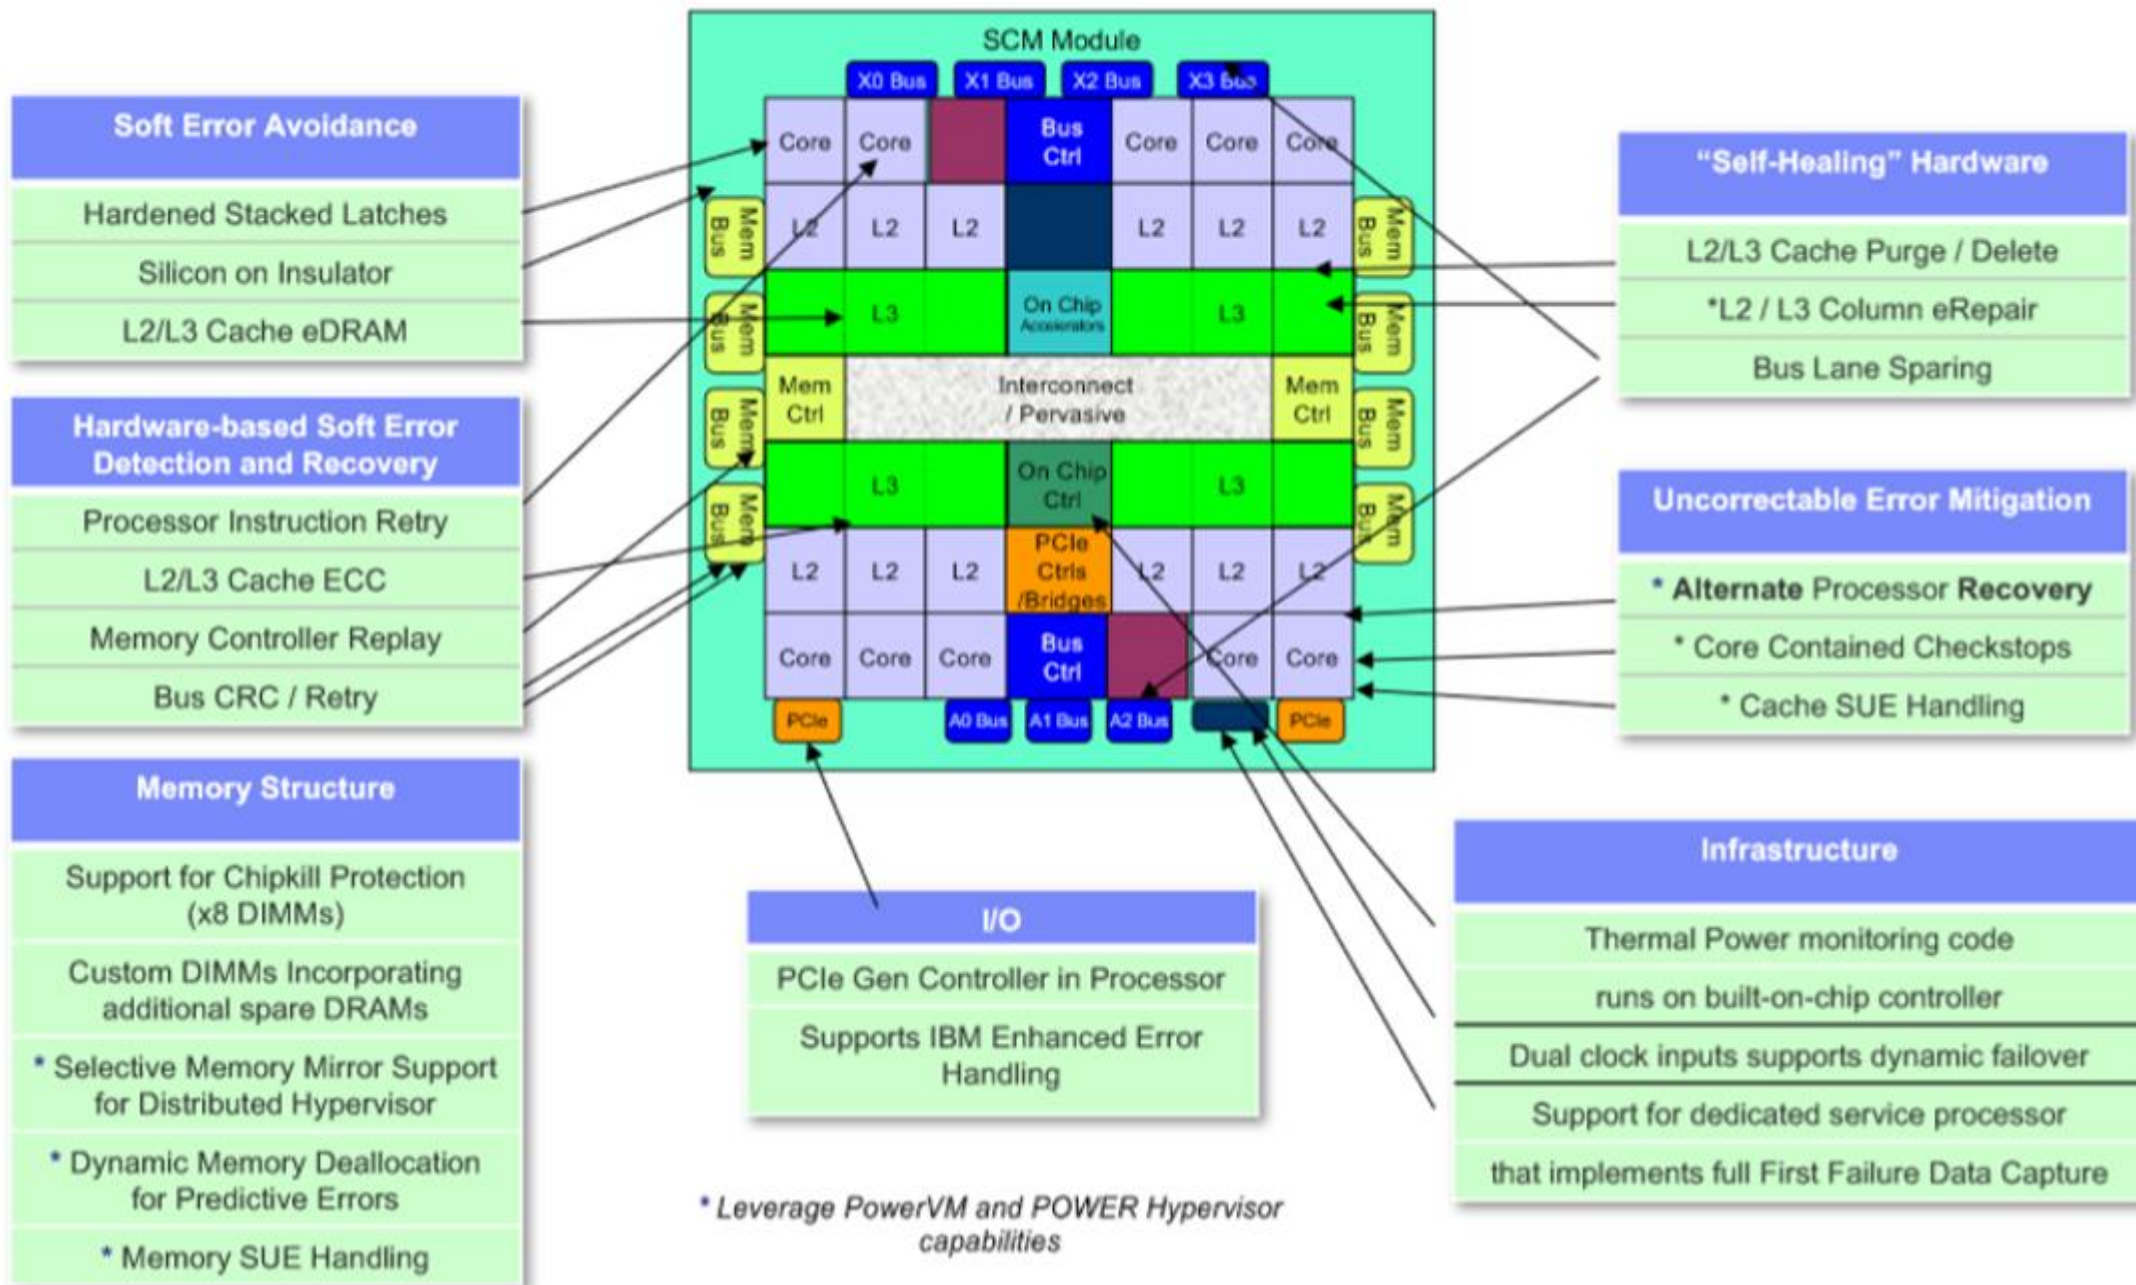 SCM Module
X0 Bus
X1 Bus
X2 Bus
X3 Bus
Core
Core
Bus
Ctrl
Core
Core
Core
L2
L2
L2
L2
L2
L2
Mem
Bus
Mem
Bus
L3
On Chip
Accelerators
L3
Mem
Bus
Mem
Bus
Mem
Ctrl
Interconnect
/ Pervasive
Mem
Ctrl
Mem
Bus
Mem
Bus
L3
On Chip
Ctrl
L3
Mem
Bus
Mem
Bus
L2
L2
L2
PCIe
Ctrls
/Bridges
L2
L2
L2
Core
Core
Core
Bus
Ctrl
Core
Core
PCIe
A0 Bus
A1 Bus
A2 Bus
PCIe
Soft Error Avoidance
Hardened Stacked Latches
Silicon on Insulator
L2/L3 Cache eDRAM
Hardware-based Soft Error
Detection and Recovery
Processor Instruction Retry
L2/L3 Cache ECC
Memory Controller Replay
Bus CRC / Retry
Memory Structure
Support for Chipkill Protection
(x8 DIMMs)
Custom DIMMs Incorporating
additional spare DRAMs
* Selective Memory Mirror Support
for Distributed Hypervisor
* Dynamic Memory Deallocation
for Predictive Errors
* Memory SUE Handling
I/O
PCIe Gen Controller in Processor
Supports IBM Enhanced Error
Handling
* Leverage PowerVM and POWER Hypervisor
capabilities
“Self-Healing” Hardware
L2/L3 Cache Purge / Delete
*L2 / L3 Column eRepair
Bus Lane Sparing
Uncorrectable Error Mitigation
* Alternate Processor Recovery
* Core Contained Checkstops
* Cache SUE Handling
Infrastructure
Thermal Power monitoring code
runs on built-on-chip controller
Dual clock inputs supports dynamic failover
Support for dedicated service processor
that implements full First Failure Data Capture